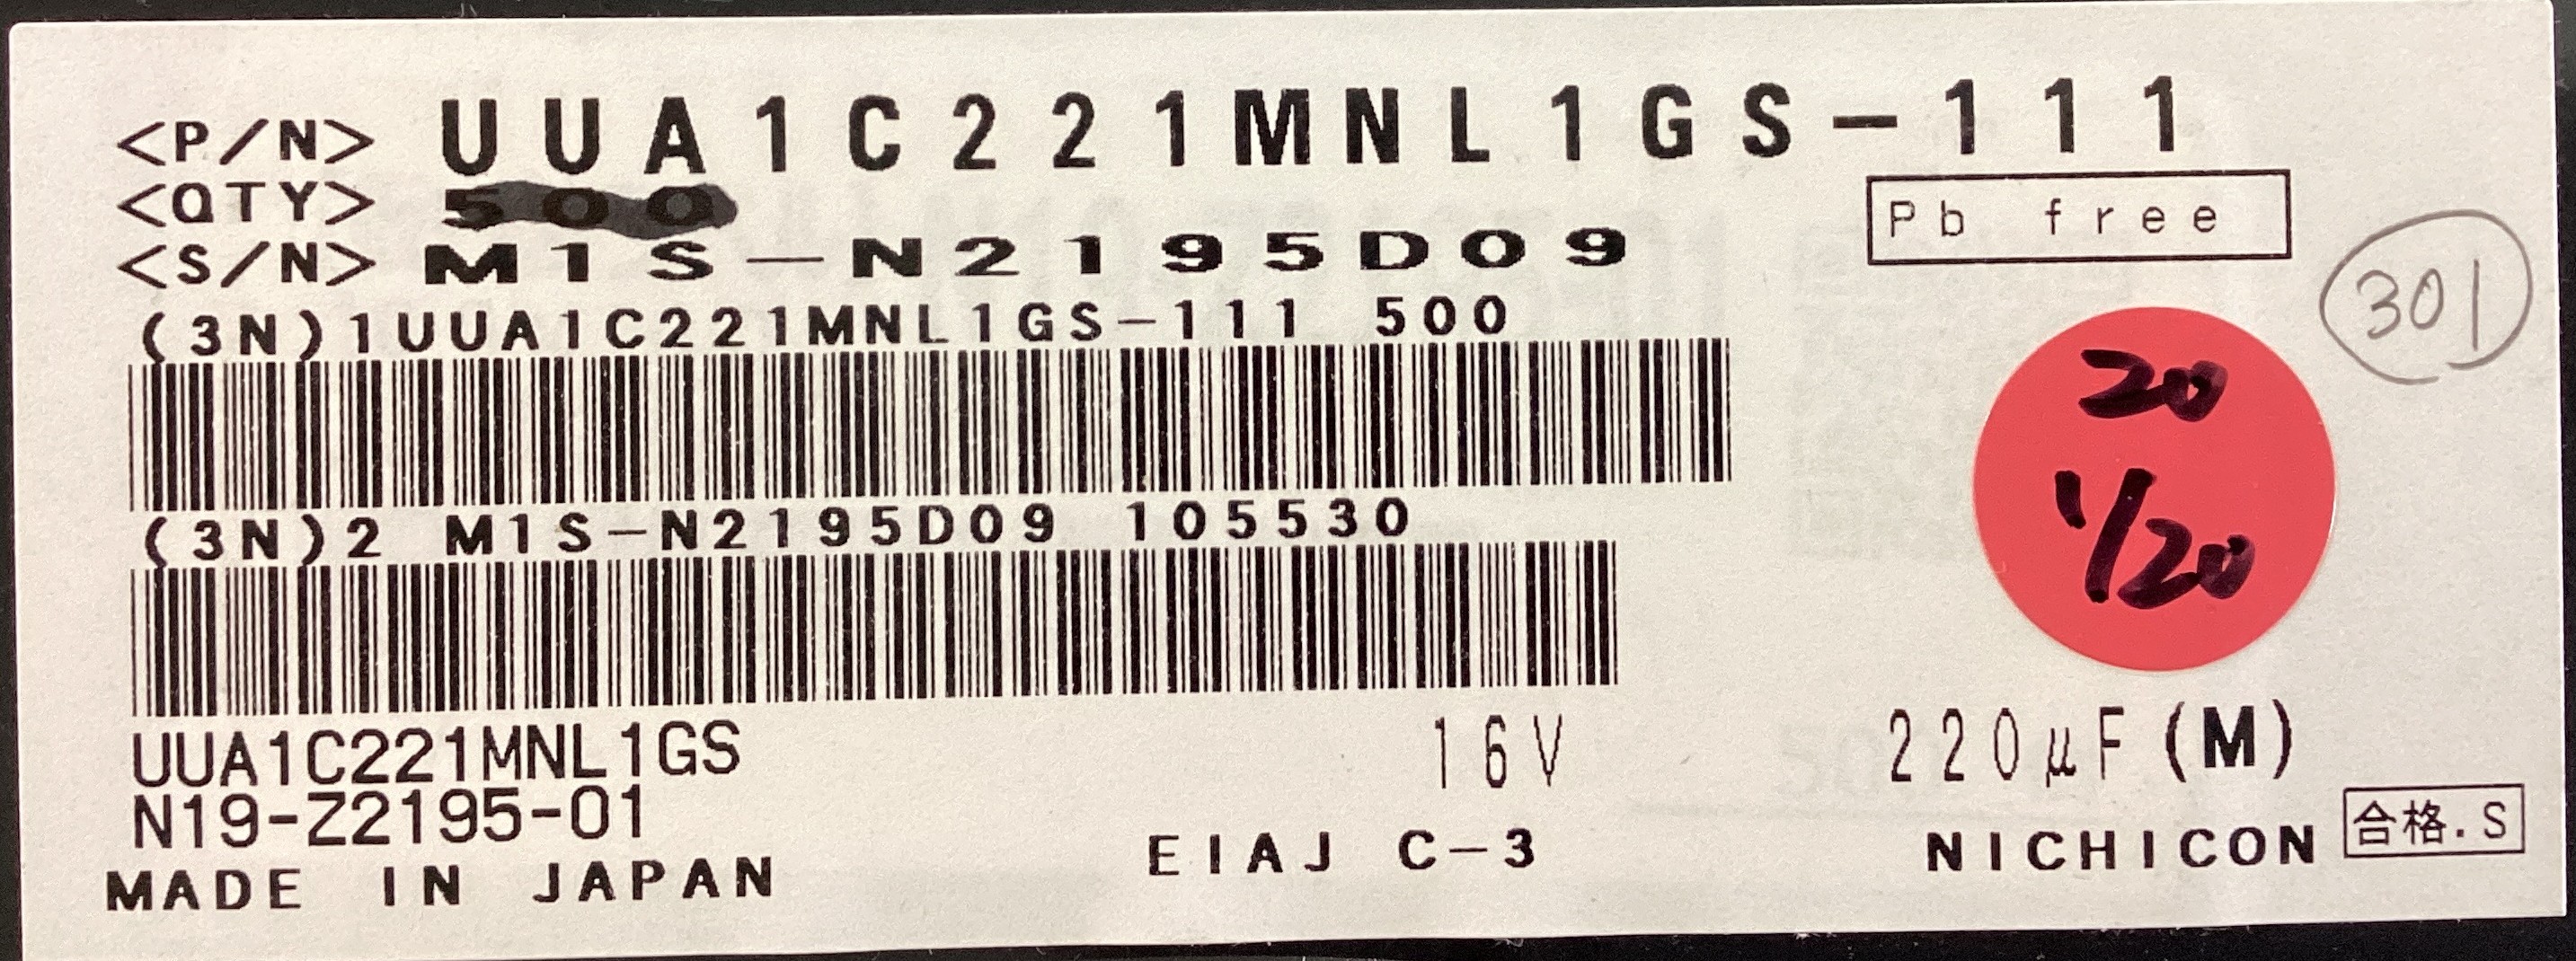 <P/N> UUA1C221MNL1GS-111
<QTY> 500
Pb free
<S/N> M1S-N2195D09
301
(3N)1UUA1C221MNL1GS-111 500
20
1/20
(3N)2 M1S-N2195D09 105530
UUA1C221MNL1GS 16V 220μF(M)
N19-Z2195-01
合格.S
MADE IN JAPAN EIAJ C-3 NICHICON